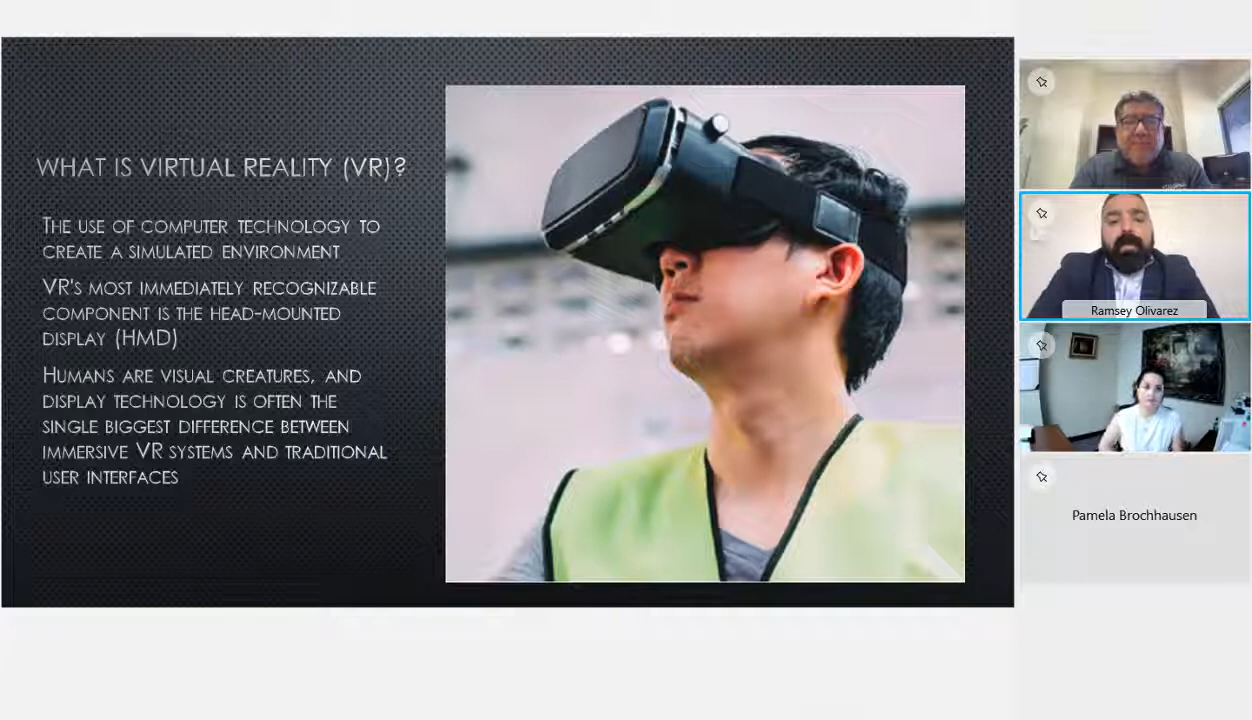 WHAT IS VIRTUAL REALITY (VR)?
THE USE OF COMPUTER TECHNOLOGY TO
CREATE A SIMULATED ENVIRONMENT
VR'S MOST IMMEDIATELY RECOGNIZABLE
COMPONENT IS THE HEAD-MOUNTED
DISPLAY (HMD)
HUMANS ARE VISUAL CREATURES, AND
DISPLAY TECHNOLOGY IS OFTEN THE
SINGLE BIGGEST DIFFERENCE BETWEEN
IMMERSIVE VR SYSTEMS AND TRADITIONAL
USER INTERFACES
Ramsey Olivarez
Pamela Brochhausen